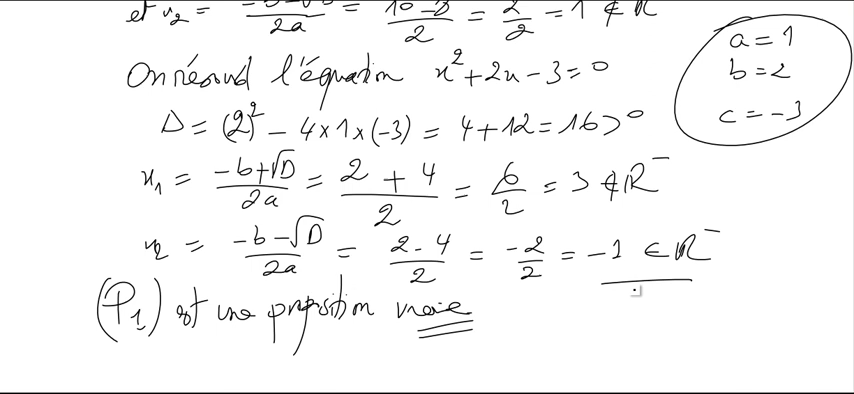 et x₂ = (-b-√D)/2a = (10-8)/2 = 2/2 = 1 ∉ R⁻
On résoud l'équation x² + 2x - 3 = 0
a = 1
b = 2
c = -3
Δ = (2)² - 4×1×(-3) = 4+12 = 16 > 0
x₁ = (-b+√D)/2a = (2+4)/2 = 6/2 = 3 ∉ R⁻
x₂ = (-b-√D)/2a = (2-4)/2 = -2/2 = -1 ∈ R⁻
(P₁) est une proposition vraie